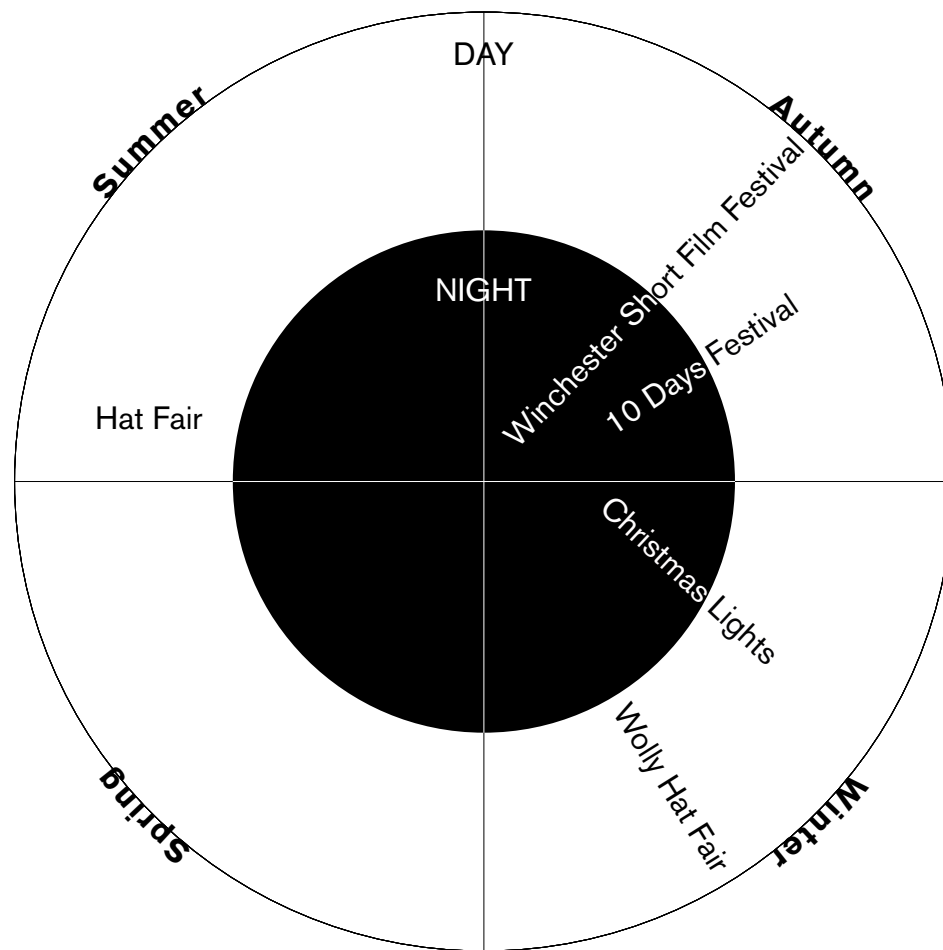 DAY
Summer
Autumn
Winchester Short Film Festival
NIGHT
10 Days Festival
Hat Fair
Christmas Lights
Wolly Hat Fair
Spring
Winter